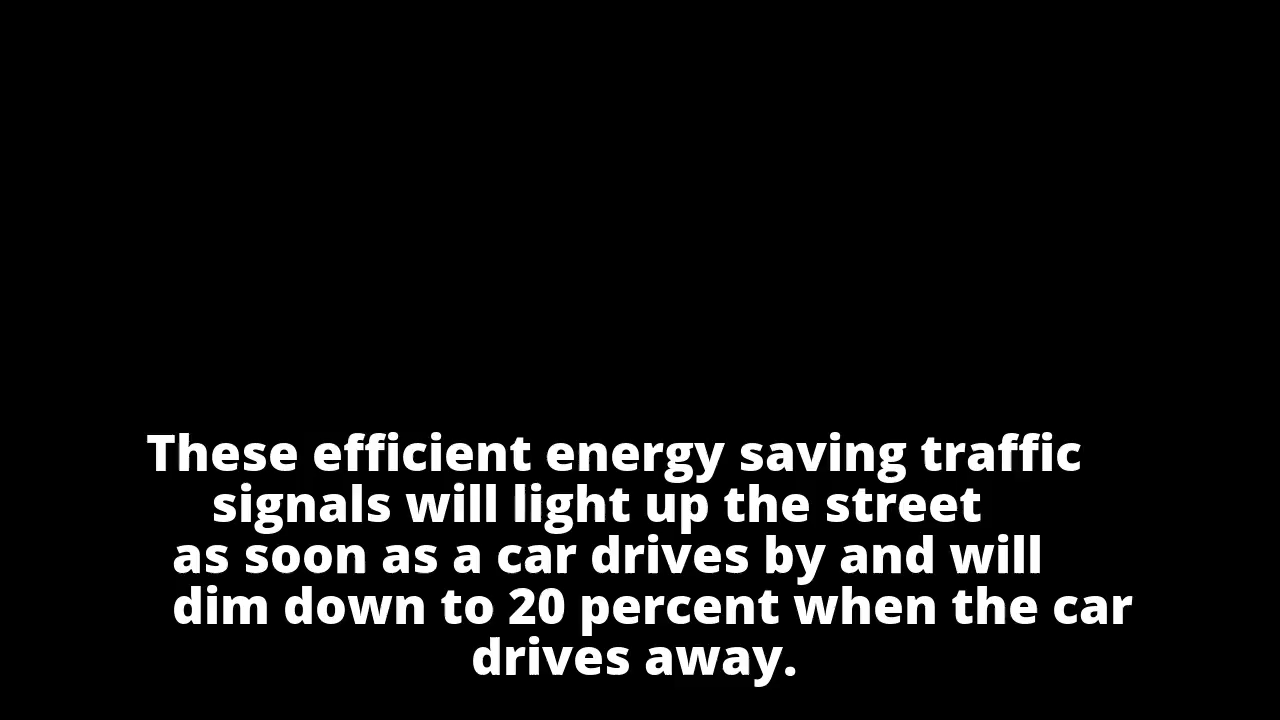 These efficient energy saving traffic
signals will light up the street
as soon as a car drives by and will
dim down to 20 percent when the car
drives away.